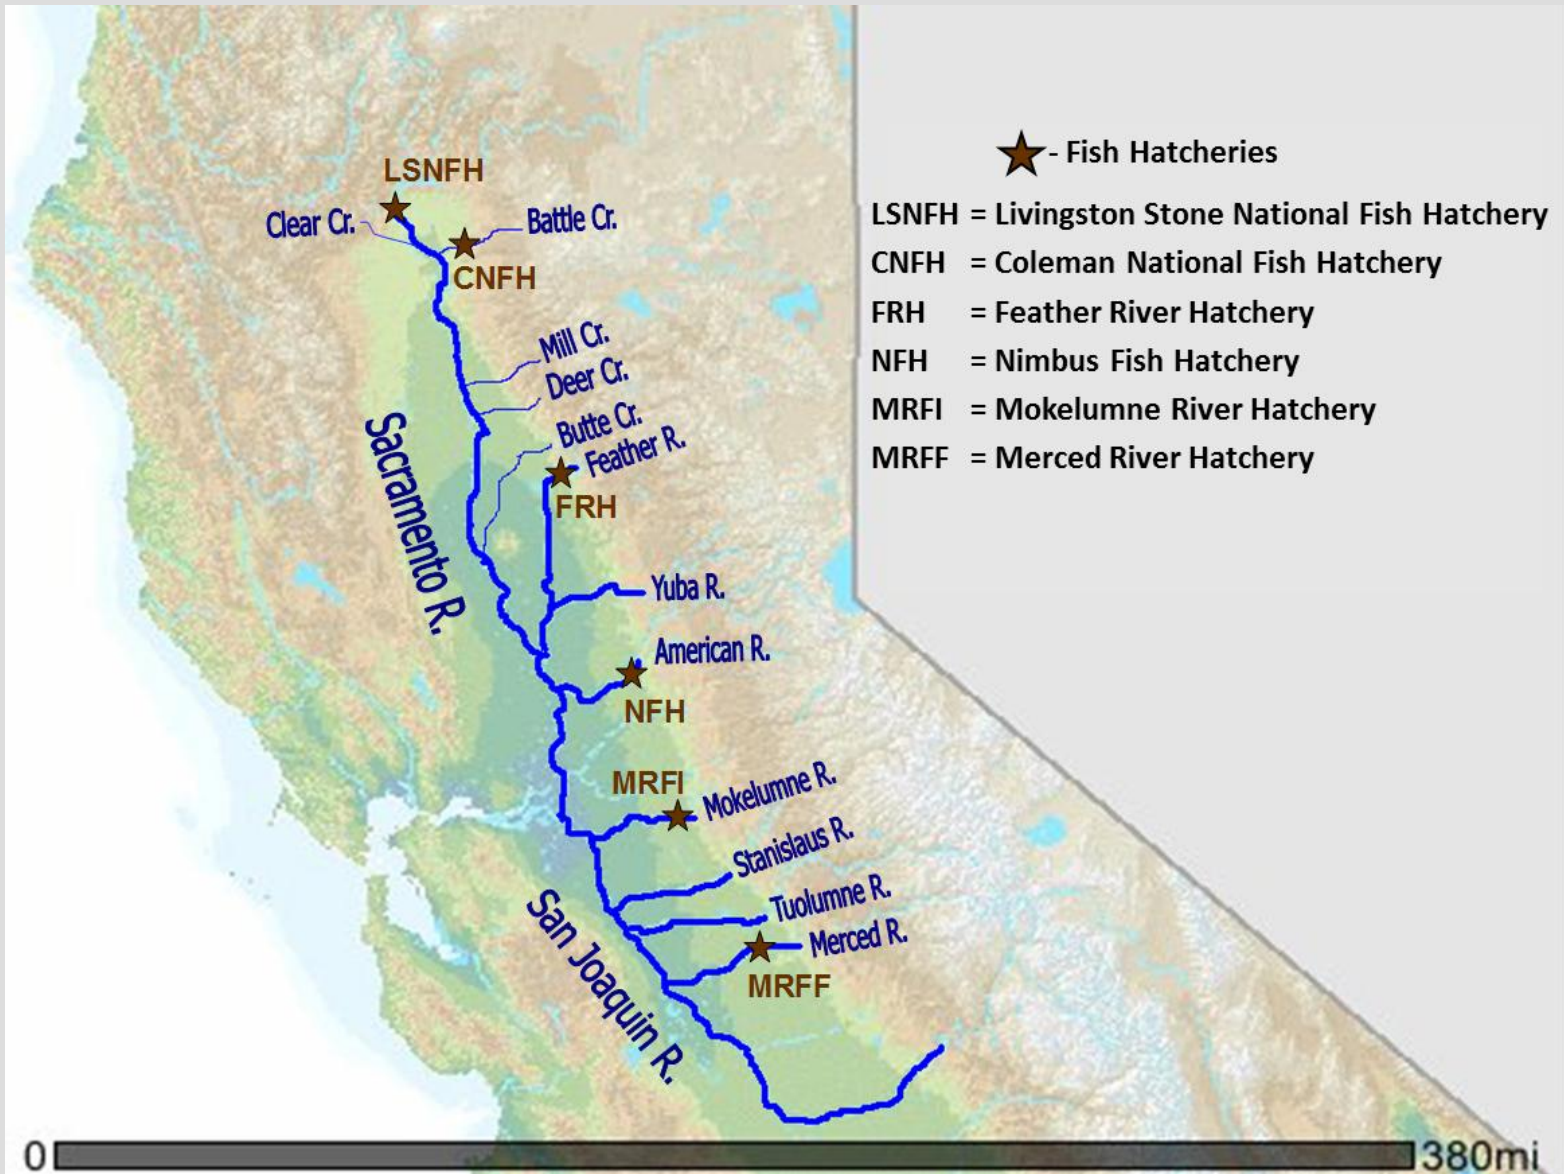 - Fish Hatcheries
LSNFH = Livingston Stone National Fish Hatchery
CNFH = Coleman National Fish Hatchery
FRH = Feather River Hatchery
NFH = Nimbus Fish Hatchery
MRFI = Mokelumne River Hatchery
MRFF = Merced River Hatchery
LSNFH
Clear Cr.
Battle Cr.
CNFH
Mill Cr.
Deer Cr.
Butte Cr.
Feather R.
FRH
Sacramento R.
Yuba R.
American R.
NFH
MRFI
Mokelumne R.
Stanislaus R.
Tuolumne R.
Merced R.
MRFF
San Joaquin R.
0
380mi